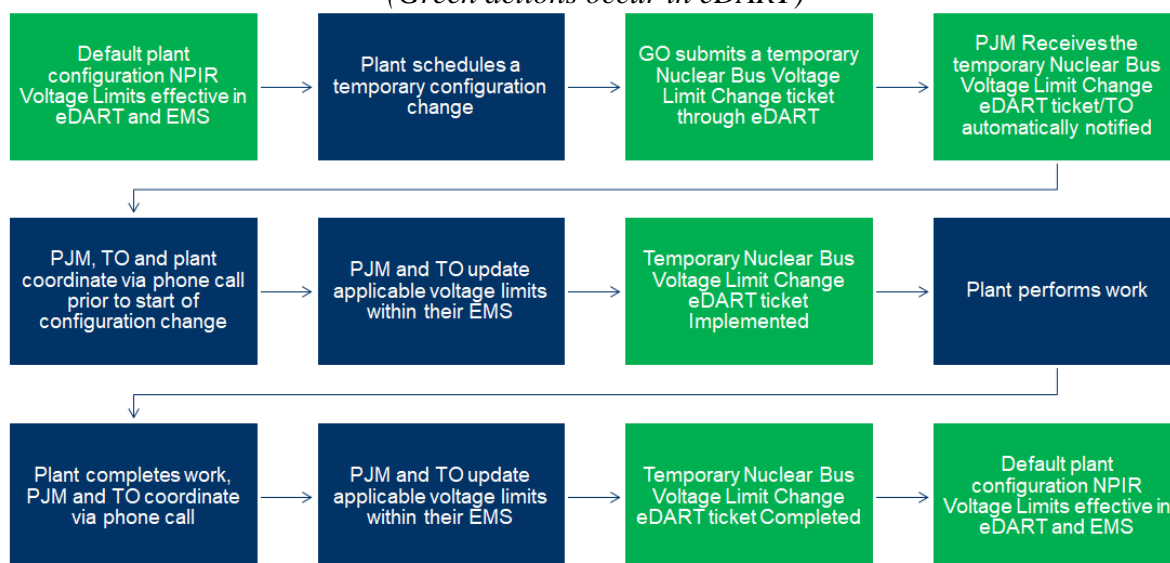 (Green actions occur in eDART)
Default plant
configuration NPIR
Voltage Limits effective in
eDART and EMS
Plant schedules a
temporary configuration
change
GO submits a temporary
Nuclear Bus Voltage
Limit Change ticket
through eDART
PJM Receives the
temporary Nuclear Bus
Voltage Limit Change
eDART ticket/TO
automatically notified
PJM, TO and plant
coordinate via phone call
prior to start of
configuration change
PJM and TO update
applicable voltage limits
within their EMS
Temporary Nuclear Bus
Voltage Limit Change
eDART ticket
Implemented
Plant performs work
Plant completes work,
PJM and TO coordinate
via phone call
PJM and TO update
applicable voltage limits
within their EMS
Temporary Nuclear Bus
Voltage Limit Change
eDART ticket Completed
Default plant
configuration NPIR
Voltage Limits effective in
eDART and EMS